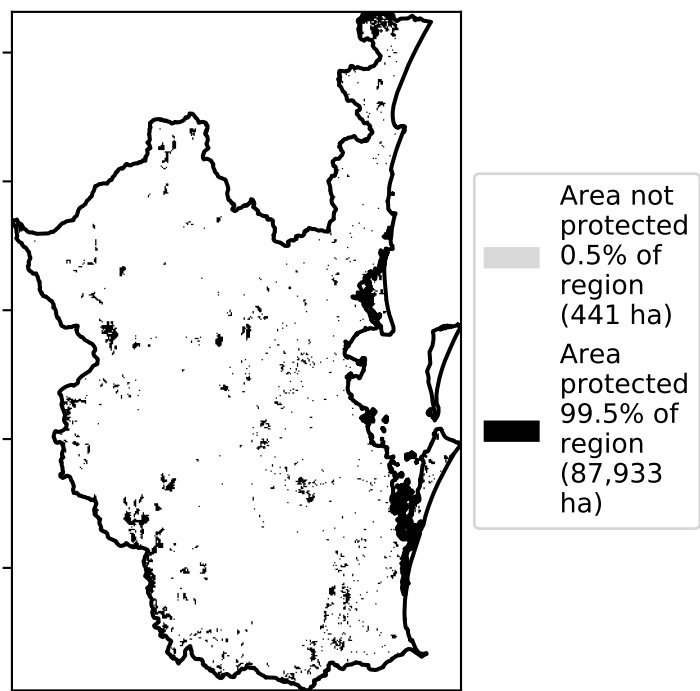 Area not
protected
0.5% of
region
(441 ha)
Area
protected
99.5% of
region
(87,933
ha)